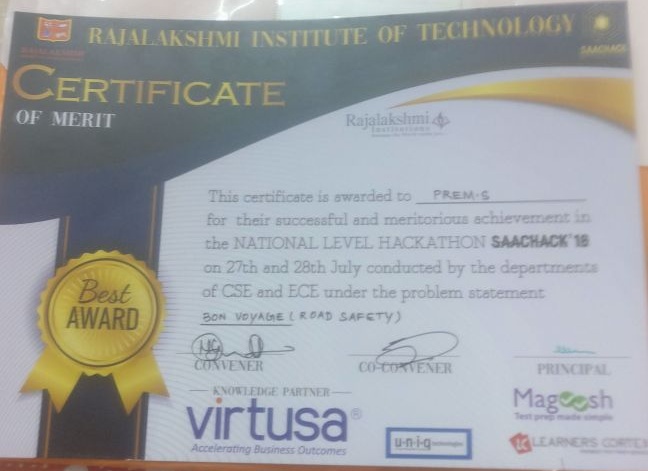 RAJALAKSHMI INSTITUTE OF TECHNOLOGY
SAACHACK
CERTIFICATE
OF MERIT
Rajalakshmi
Institutions
This certificate is awarded to PREM.S
for their successful and meritorious achievement in
the NATIONAL LEVEL HACKATHON SAACHACK'18
on 27th and 28th July conducted by the departments
of CSE and ECE under the problem statement
BON VOYAGE (ROAD SAFETY)
Best
AWARD
CONVENER
CO-CONVENER
PRINCIPAL
KNOWLEDGE PARTNER
virtusa®
Accelerating Business Outcomes
u-n-i-q technologies
Magoosh
Test prep made simple
LC LEARNERS CORTEX